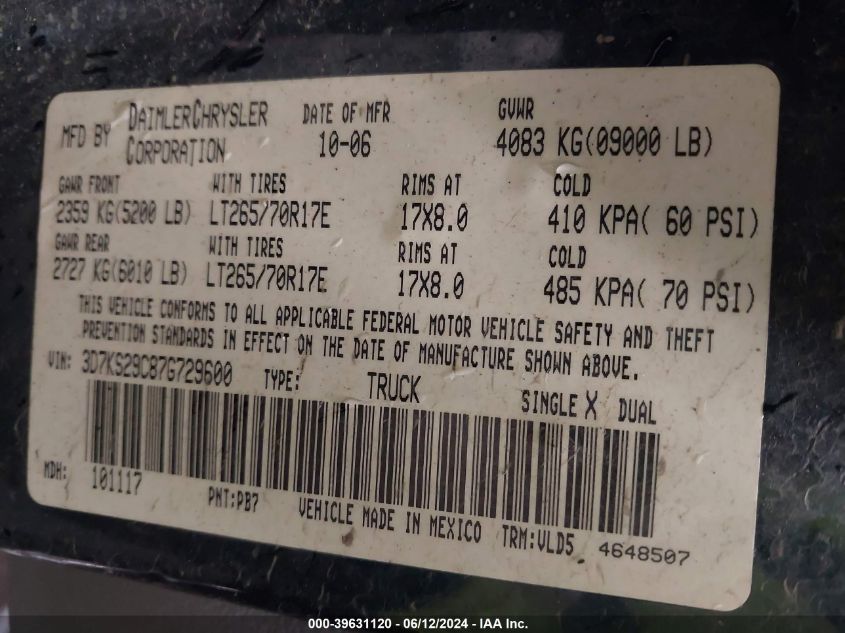 MFD BY DAIMLERCHRYSLER CORPORATION DATE OF MFR 10-06 GVWR 4083 KG(09000 LB)
GAWR FRONT WITH TIRES RIMS AT COLD
2359 KG(5200 LB) LT265/70R17E 17X8.0 410 KPA( 60 PSI)
GAWR REAR WITH TIRES RIMS AT COLD
2727 KG(6010 LB) LT265/70R17E 17X8.0 485 KPA( 70 PSI)
THIS VEHICLE CONFORMS TO ALL APPLICABLE FEDERAL MOTOR VEHICLE SAFETY AND THEFT
PREVENTION STANDARDS IN EFFECT ON THE DATE OF MANUFACTURE SHOWN ABOVE.
VIN: 3D7KS29C87G729600 TYPE: TRUCK SINGLE X DUAL
MDH: 101117 PNT:PB7 VEHICLE MADE IN MEXICO TRM:VLD5 4648507
000-39631120 - 06/12/2024 - IAA Inc.